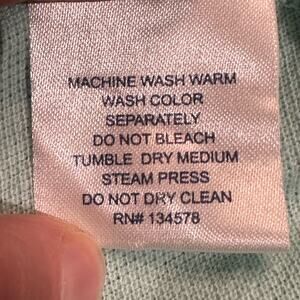 MACHINE WASH WARM
WASH COLOR
SEPARATELY
DO NOT BLEACH
TUMBLE DRY MEDIUM
STEAM PRESS
DO NOT DRY CLEAN
RN# 134578